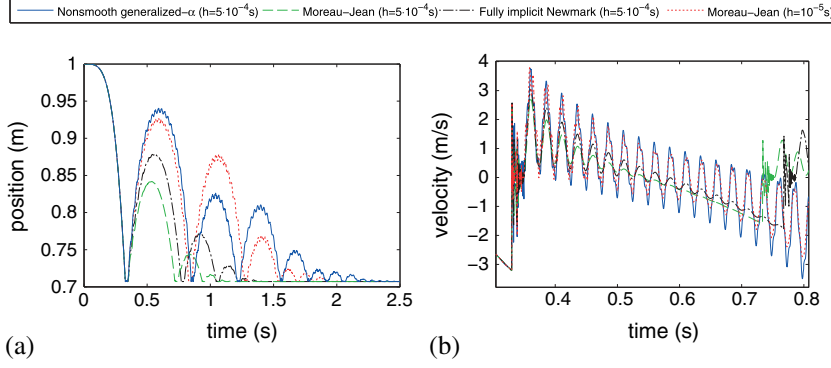 Nonsmooth generalized-α (h=5·10⁻⁴s) Moreau-Jean (h=5·10⁻⁴s) Fully implicit Newmark (h=5·10⁻⁴s) Moreau-Jean (h=10⁻⁵s)
1
0.95
0.9
0.85
0.8
0.75
0.7
position (m)
0 0.5 1 1.5 2 2.5
time (s)
(a)
4
3
2
1
0
−1
−2
−3
velocity (m/s)
0.4 0.5 0.6 0.7 0.8
time (s)
(b)